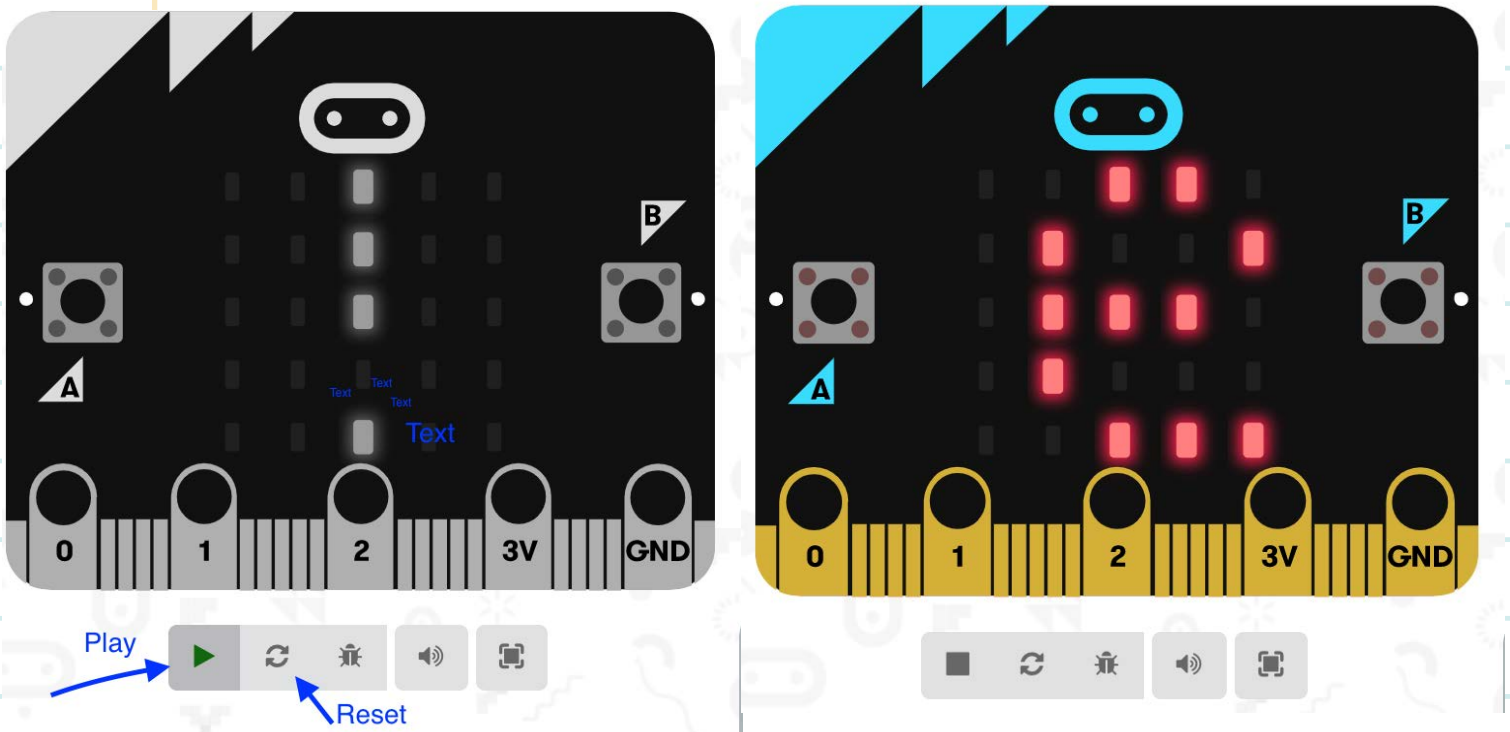 B
A
Text
Text
Text
Text
0 1 2 3V GND
Play
Reset
B
A
0 1 2 3V GND